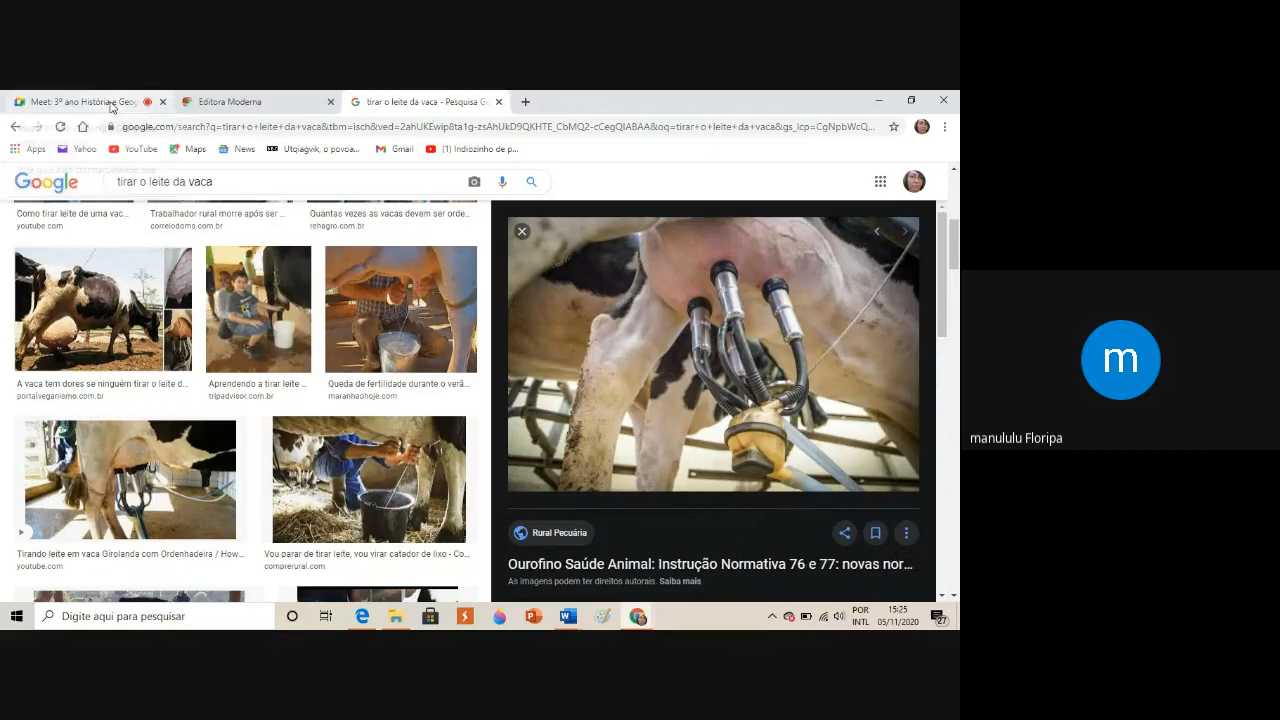 Meet: 3º ano História e Geog
Editora Moderna
tirar o leite da vaca - Pesquisa G
google.com/search?q=tirar+o+leite+da+vaca&tbm=isch&ved=2ahUKEwip8ta1g-zsAhUkD9QKHTE_CbMQ2-cCegQIABAA&oq=tirar+o+leite+da+vaca&gs_lcp=CgNpbWcQ...
Apps Yahoo YouTube Maps News Utqiaġvik, o povoa... Gmail (1) Indiozinho de p...
Google tirar o leite da vaca
Como tirar leite de uma vac...
youtube.com
Trabalhador rural morre após ser ...
correiodoms.com.br
Quantas vezes as vacas devem ser orde...
rehagro.com.br
A vaca tem dores se ninguém tirar o leite d...
portalveganismo.com.br
Aprendendo a tirar leite ...
tripadvisor.com.br
Queda de fertilidade durante o verã...
maranhaohoje.com
Tirando leite em vaca Girolanda com Ordenhadeira / How...
youtube.com
Vou parar de tirar leite, vou virar catador de lixo - Co...
comprerural.com
Rural Pecuária
Ourofino Saúde Animal: Instrução Normativa 76 e 77: novas nor...
As imagens podem ter direitos autorais. Saiba mais
Digite aqui para pesquisar
POR
INTL
15:25
05/11/2020
27
m
manululu Floripa